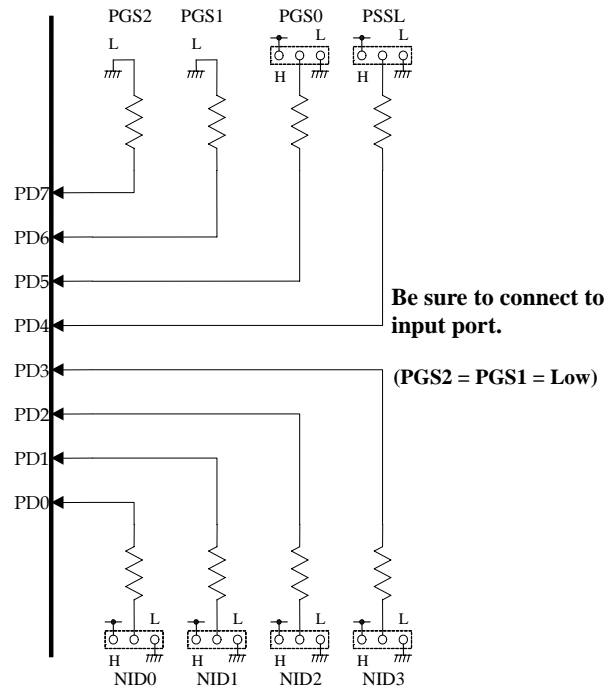 PGS2 PGS1 PGS0 PSSL
L L L L
H H
PD7
PD6
PD5
PD4
Be sure to connect to
input port.
PD3
(PGS2 = PGS1 = Low)
PD2
PD1
PD0
L L L L
H H H H
NID0 NID1 NID2 NID3